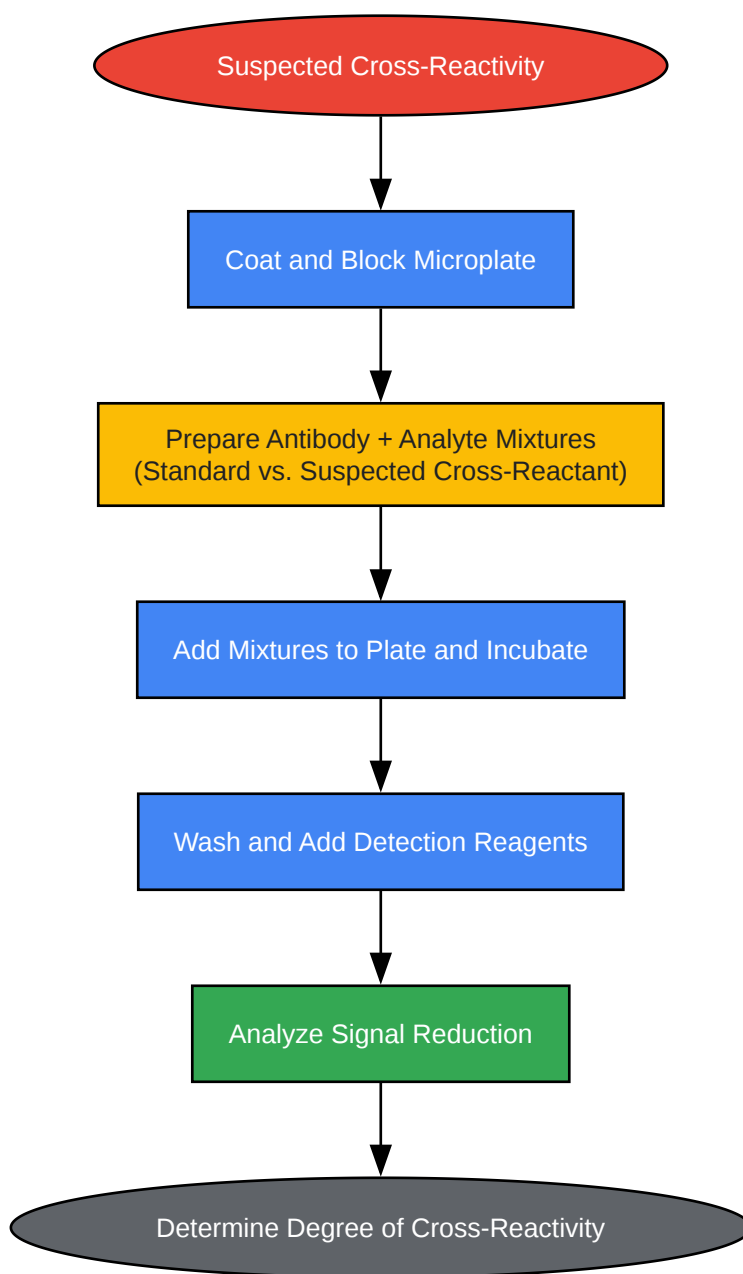 Suspected Cross-Reactivity
Coat and Block Microplate
Prepare Antibody + Analyte Mixtures
(Standard vs. Suspected Cross-Reactant)
Add Mixtures to Plate and Incubate
Wash and Add Detection Reagents
Analyze Signal Reduction
Determine Degree of Cross-Reactivity